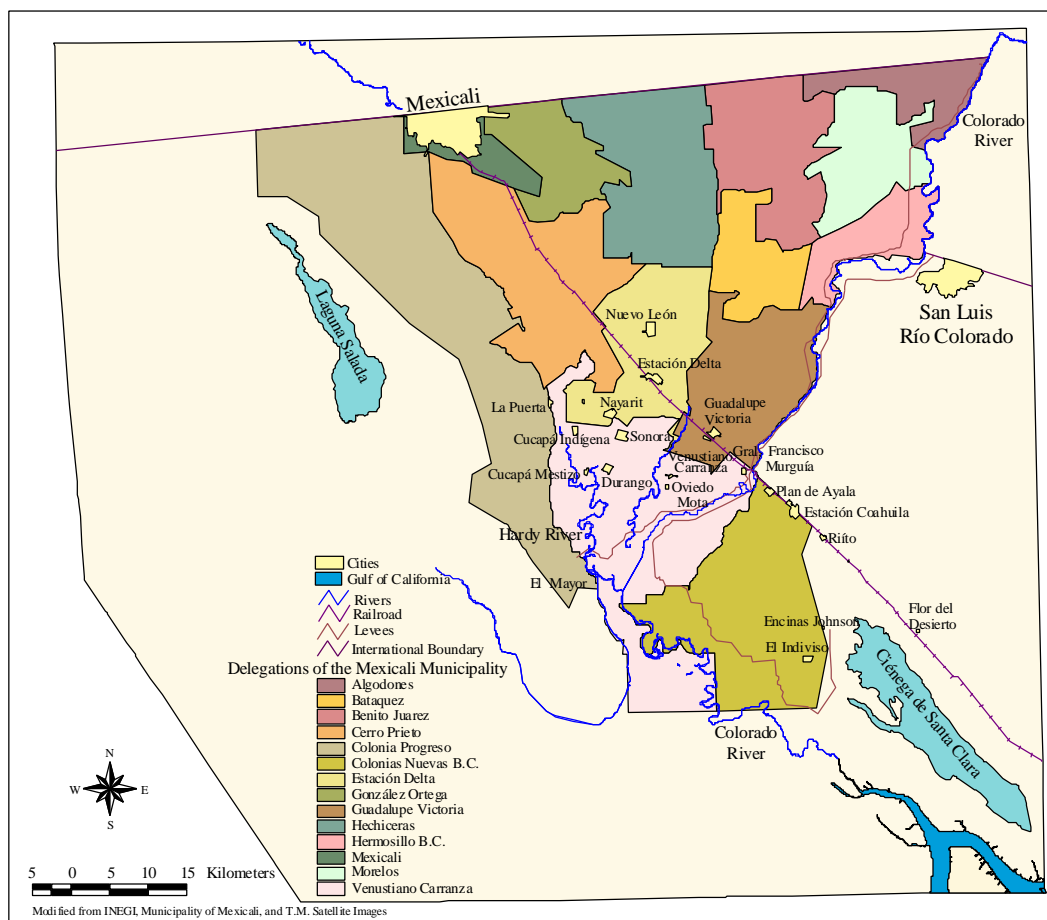 Mexicali
Colorado
River
San Luis
Río Colorado
Laguna Salada
Nuevo León
Estación Delta
La Puerta
Nayarit
Guadalupe
Victoria
Cucapá Indígena
Sonora
Venustiano
Carranza
Gral. Francisco
Murguía
Cucapá Mestizo
Durango
Oviedo
Mota
Plan de Ayala
Estación Coahuila
Hardy River
Riíto
El Mayor
Flor del
Desierto
Encinas Johnson
El Indiviso
Ciénega de Santa Clara
Colorado
River
Cities
Gulf of California
Rivers
Railroad
Levees
International Boundary
Delegations of the Mexicali Municipality
Algodones
Bataquez
Benito Juarez
Cerro Prieto
Colonia Progreso
Colonias Nuevas B.C.
Estación Delta
González Ortega
Guadalupe Victoria
Hechiceras
Hermosillo B.C.
Mexicali
Morelos
Venustiano Carranza
N
W E
S
5 0 5 10 15 Kilometers
Modified from INEGI, Municipality of Mexicali, and T.M. Satellite Images